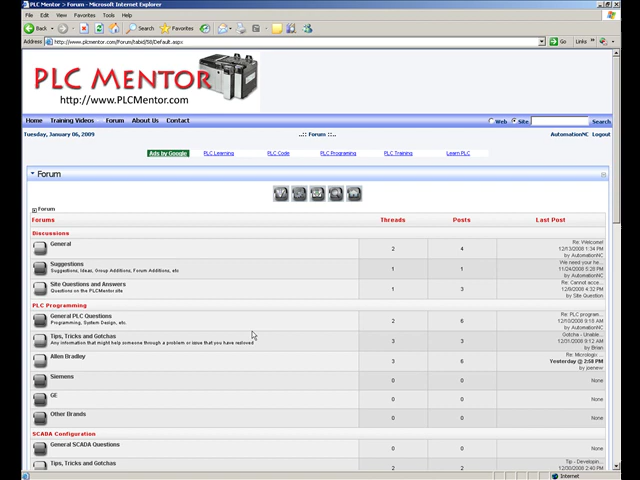 PLC Mentor > Forum - Microsoft Internet Explorer
File Edit View Favorites Tools Help
Back Search Favorites
Address http://www.plcmentor.com/Forum/tabid/58/Default.aspx Go Links
PLC MENTOR
http://www.PLCMentor.com
Home Training Videos Forum About Us Contact Web Site Search
Tuesday, January 06, 2009 ..:: Forum ::.. AutomationNC Logout
Ads by Google PLC Learning PLC Code PLC Programing PLC Training Learn PLC
Forum
Forum
Forums Threads Posts Last Post
Discussions
General 2 4 Re: Welcome!
12/13/2008 1:34 PM
by AutomationNC
Suggestions 1 1 We need your he...
Suggestions, Ideas, Group Additions, Forum Additions, etc 11/24/2008 5:28 PM
by AutomationNC
Site Questions and Answers 1 3 Re: Cannot acce...
Questions on the PLCMentor site 12/9/2008 4:32 PM
by Site Question
PLC Programming
General PLC Questions 2 6 Re: PLC program...
Programming, System Design, etc. 12/10/2008 9:18 AM
by AutomationNC
Tips, Tricks and Gotchas 3 3 Gotcha - Unable...
Any information that might help someone through a problem or issue that you have resloved 12/31/2008 9:12 AM
by Brian
Allen Bradley 3 6 Re: Micrologix ...
Yesterday @ 2:58 PM
by joenew
Siemens 0 0 None
GE 0 0 None
Other Brands 0 0 None
SCADA Configuration
General SCADA Questions 0 0 None
Tips, Tricks and Gotchas 2 2 Tip - Developin...
12/30/2008 2:40 PM
Internet